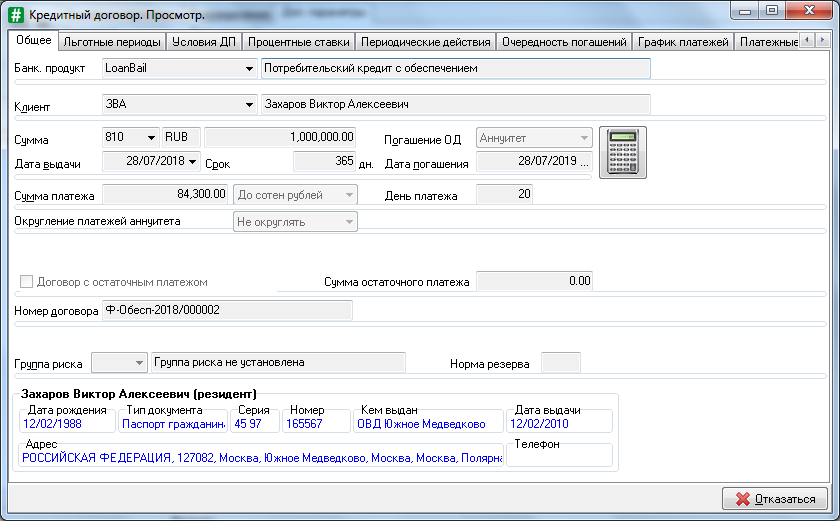 Кредитный договор. Просмотр.
Общее Льготные периоды Условия ДП Процентные ставки Периодические действия Очередность погашений График платежей Платежные
Банк. продукт LoanBail Потребительский кредит с обеспечением
Клиент ЗВА Захаров Виктор Алексеевич
Сумма 810 RUB 1,000,000.00 Погашение ОД Аннуитет
Дата выдачи 28/07/2018 Срок 365 дн. Дата погашения 28/07/2019 ...
Сумма платежа 84,300.00 До сотен рублей День платежа 20
Округление платежей аннуитета Не округлять
Договор с остаточным платежом Сумма остаточного платежа 0.00
Номер договора Ф-Обесп-2018/000002
Группа риска Группа риска не установлена Норма резерва
Захаров Виктор Алексеевич (резидент)
Дата рождения Тип документа Серия Номер Кем выдан Дата выдачи
12/02/1988 Паспорт гражданин 45 97 165567 ОВД Южное Медведково 12/02/2010
Адрес Телефон
РОССИЙСКАЯ ФЕДЕРАЦИЯ, 127082, Москва, Южное Медведково, Москва, Москва, Полярна
Отказаться